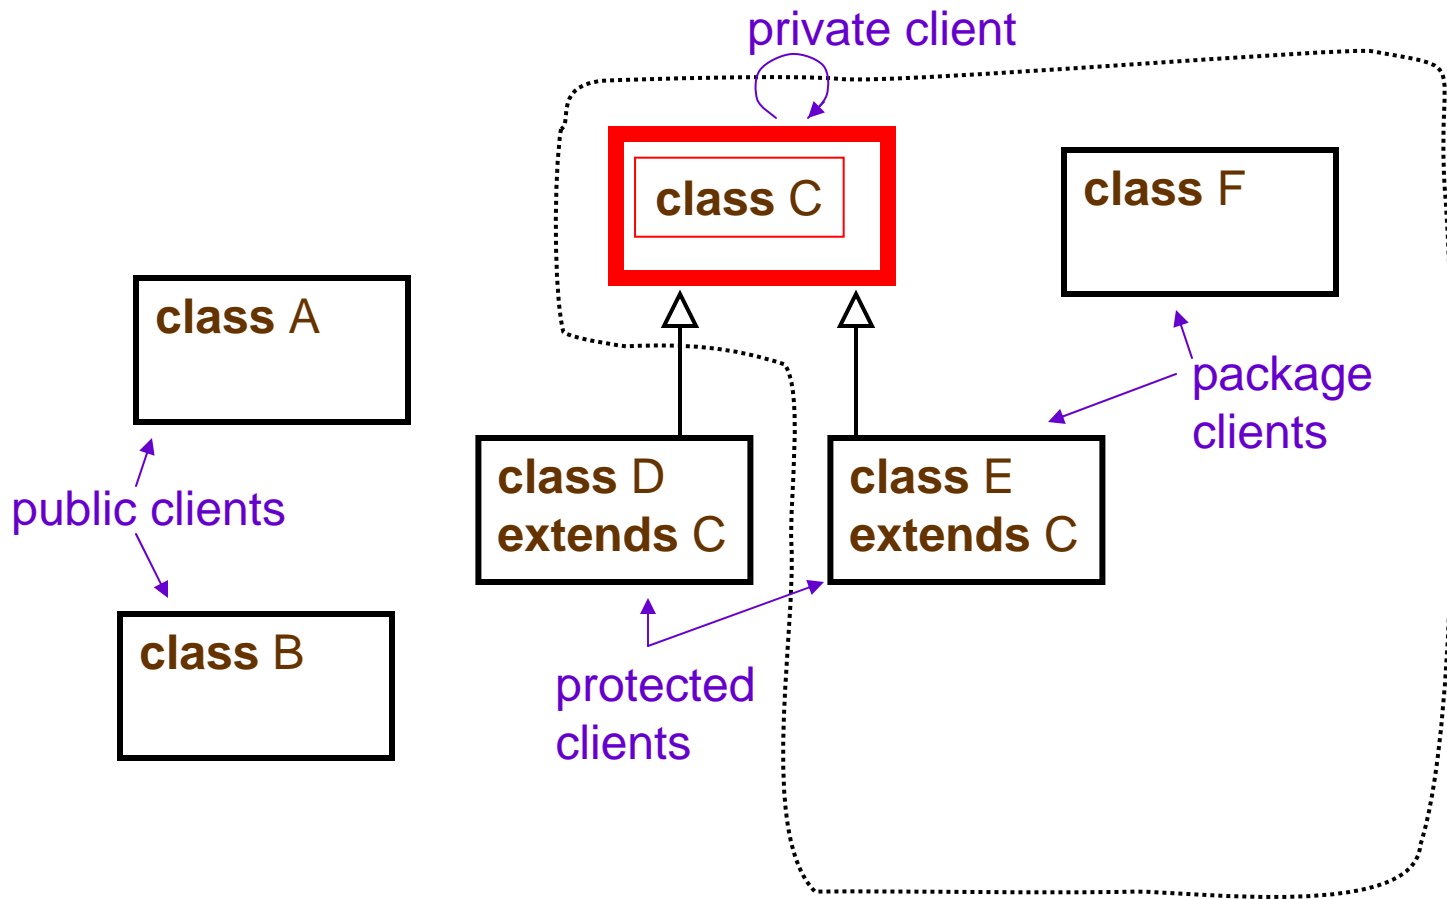 private client
class C
class F
class A
package
clients
class D
extends C
class E
extends C
public clients
class B
protected
clients